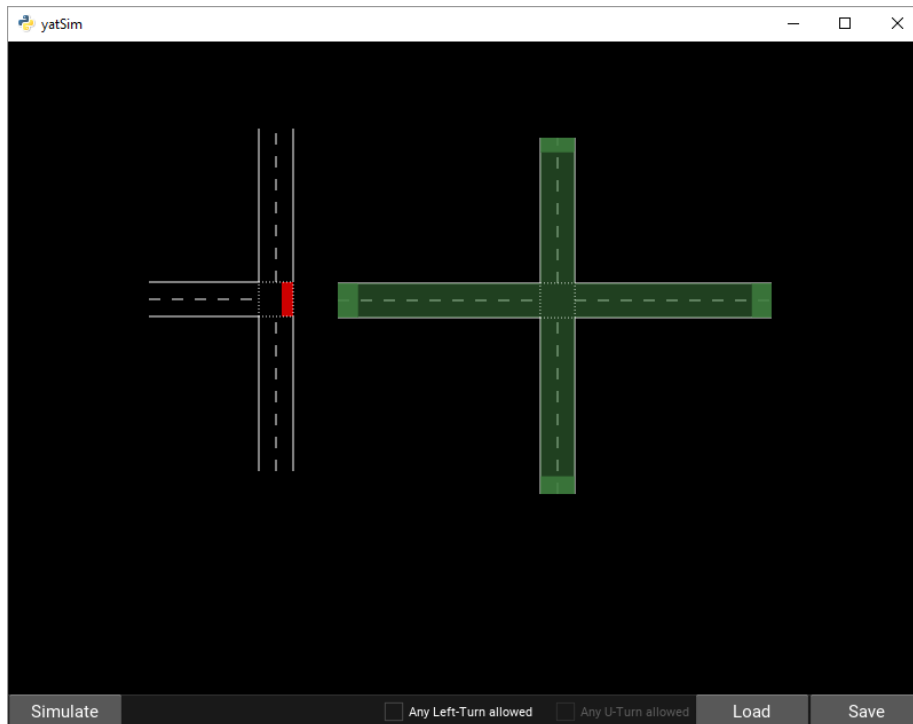 yatSim
Simulate
Any Left-Turn allowed
Any U-Turn allowed
Load
Save